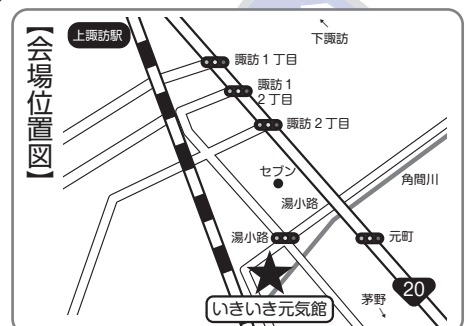 【会場位置図】
上諏訪駅
下諏訪
諏訪1丁目
諏訪1
2丁目
諏訪2丁目
セブン
角間川
湯小路
湯小路
元町
いきいき元気館
茅野
20